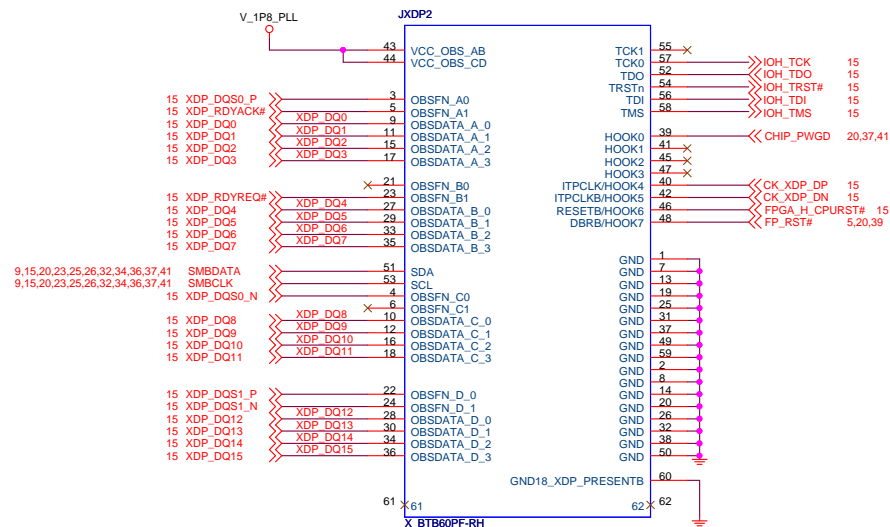 V_1P8_PLL
JXDP2
43 VCC_OBS_AB
44 VCC_OBS_CD
15 XDP_DQS0_P 3 OBSFN_A0
15 XDP_RDYACK# 5 OBSFN_A1
15 XDP_DQ0 XDP_DQ0 9 OBSDATA_A_0
15 XDP_DQ1 XDP_DQ1 11 OBSDATA_A_1
15 XDP_DQ2 XDP_DQ2 15 OBSDATA_A_2
15 XDP_DQ3 XDP_DQ3 17 OBSDATA_A_3
21 OBSFN_B0
15 XDP_RDYREQ# 23 OBSFN_B1
15 XDP_DQ4 XDP_DQ4 27 OBSDATA_B_0
15 XDP_DQ5 XDP_DQ5 29 OBSDATA_B_1
15 XDP_DQ6 XDP_DQ6 33 OBSDATA_B_2
15 XDP_DQ7 XDP_DQ7 35 OBSDATA_B_3
9,15,20,23,25,26,32,34,36,37,41 SMBDATA 51 SDA
9,15,20,23,25,26,32,34,36,37,41 SMBCLK 53 SCL
15 XDP_DQS0_N 4 OBSFN_C0
6 OBSFN_C1
15 XDP_DQ8 XDP_DQ8 10 OBSDATA_C_0
15 XDP_DQ9 XDP_DQ9 12 OBSDATA_C_1
15 XDP_DQ10 XDP_DQ10 16 OBSDATA_C_2
15 XDP_DQ11 XDP_DQ11 18 OBSDATA_C_3
15 XDP_DQS1_P 22 OBSFN_D_0
15 XDP_DQS1_N 24 OBSFN_D_1
15 XDP_DQ12 XDP_DQ12 28 OBSDATA_D_0
15 XDP_DQ13 XDP_DQ13 30 OBSDATA_D_1
15 XDP_DQ14 XDP_DQ14 34 OBSDATA_D_2
15 XDP_DQ15 XDP_DQ15 36 OBSDATA_D_3
61 61
TCK1 55
TCK0 57 IOH_TCK 15
TDO 52 IOH_TDO 15
TRSTn 54 IOH_TRST# 15
TDI 56 IOH_TDI 15
TMS 58 IOH_TMS 15
HOOK0 39 CHIP_PWGD 20,37,41
HOOK1 41
HOOK2 45
HOOK3 47
ITPCLK/HOOK4 40 CK_XDP_DP 15
ITPCLKB/HOOK5 42 CK_XDP_DN 15
RESETB/HOOK6 46 FPGA_H_CPURST# 15
DBRB/HOOK7 48 FP_RST# 5,20,39
GND 1
GND 7
GND 13
GND 19
GND 25
GND 31
GND 37
GND 49
GND 59
GND 2
GND 8
GND 14
GND 20
GND 26
GND 32
GND 38
GND 50
GND18_XDP_PRESENTB 60
62 62
X_BTB60PF-RH